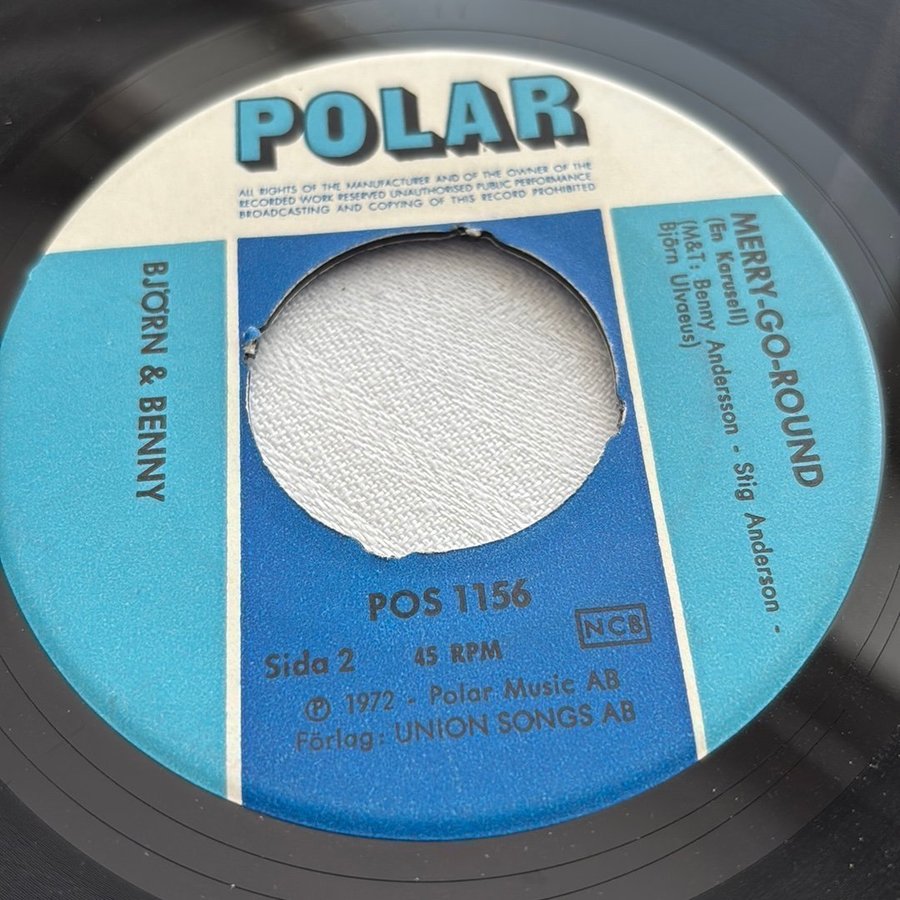 POLAR
ALL RIGHTS OF THE MANUFACTURER AND OF THE OWNER OF THE
RECORDED WORK RESERVED UNAUTHORISED PUBLIC PERFORMANCE
BROADCASTING AND COPYING OF THIS RECORD PROHIBITED
BJÖRN & BENNY
MERRY-GO-ROUND
(En Karusell)
(M&T: Benny Andersson - Stig Anderson -
Björn Ulvaeus)
POS 1156
Sida 2 45 RPM NCB
Ⓟ 1972 - Polar Music AB
Förlag: UNION SONGS AB